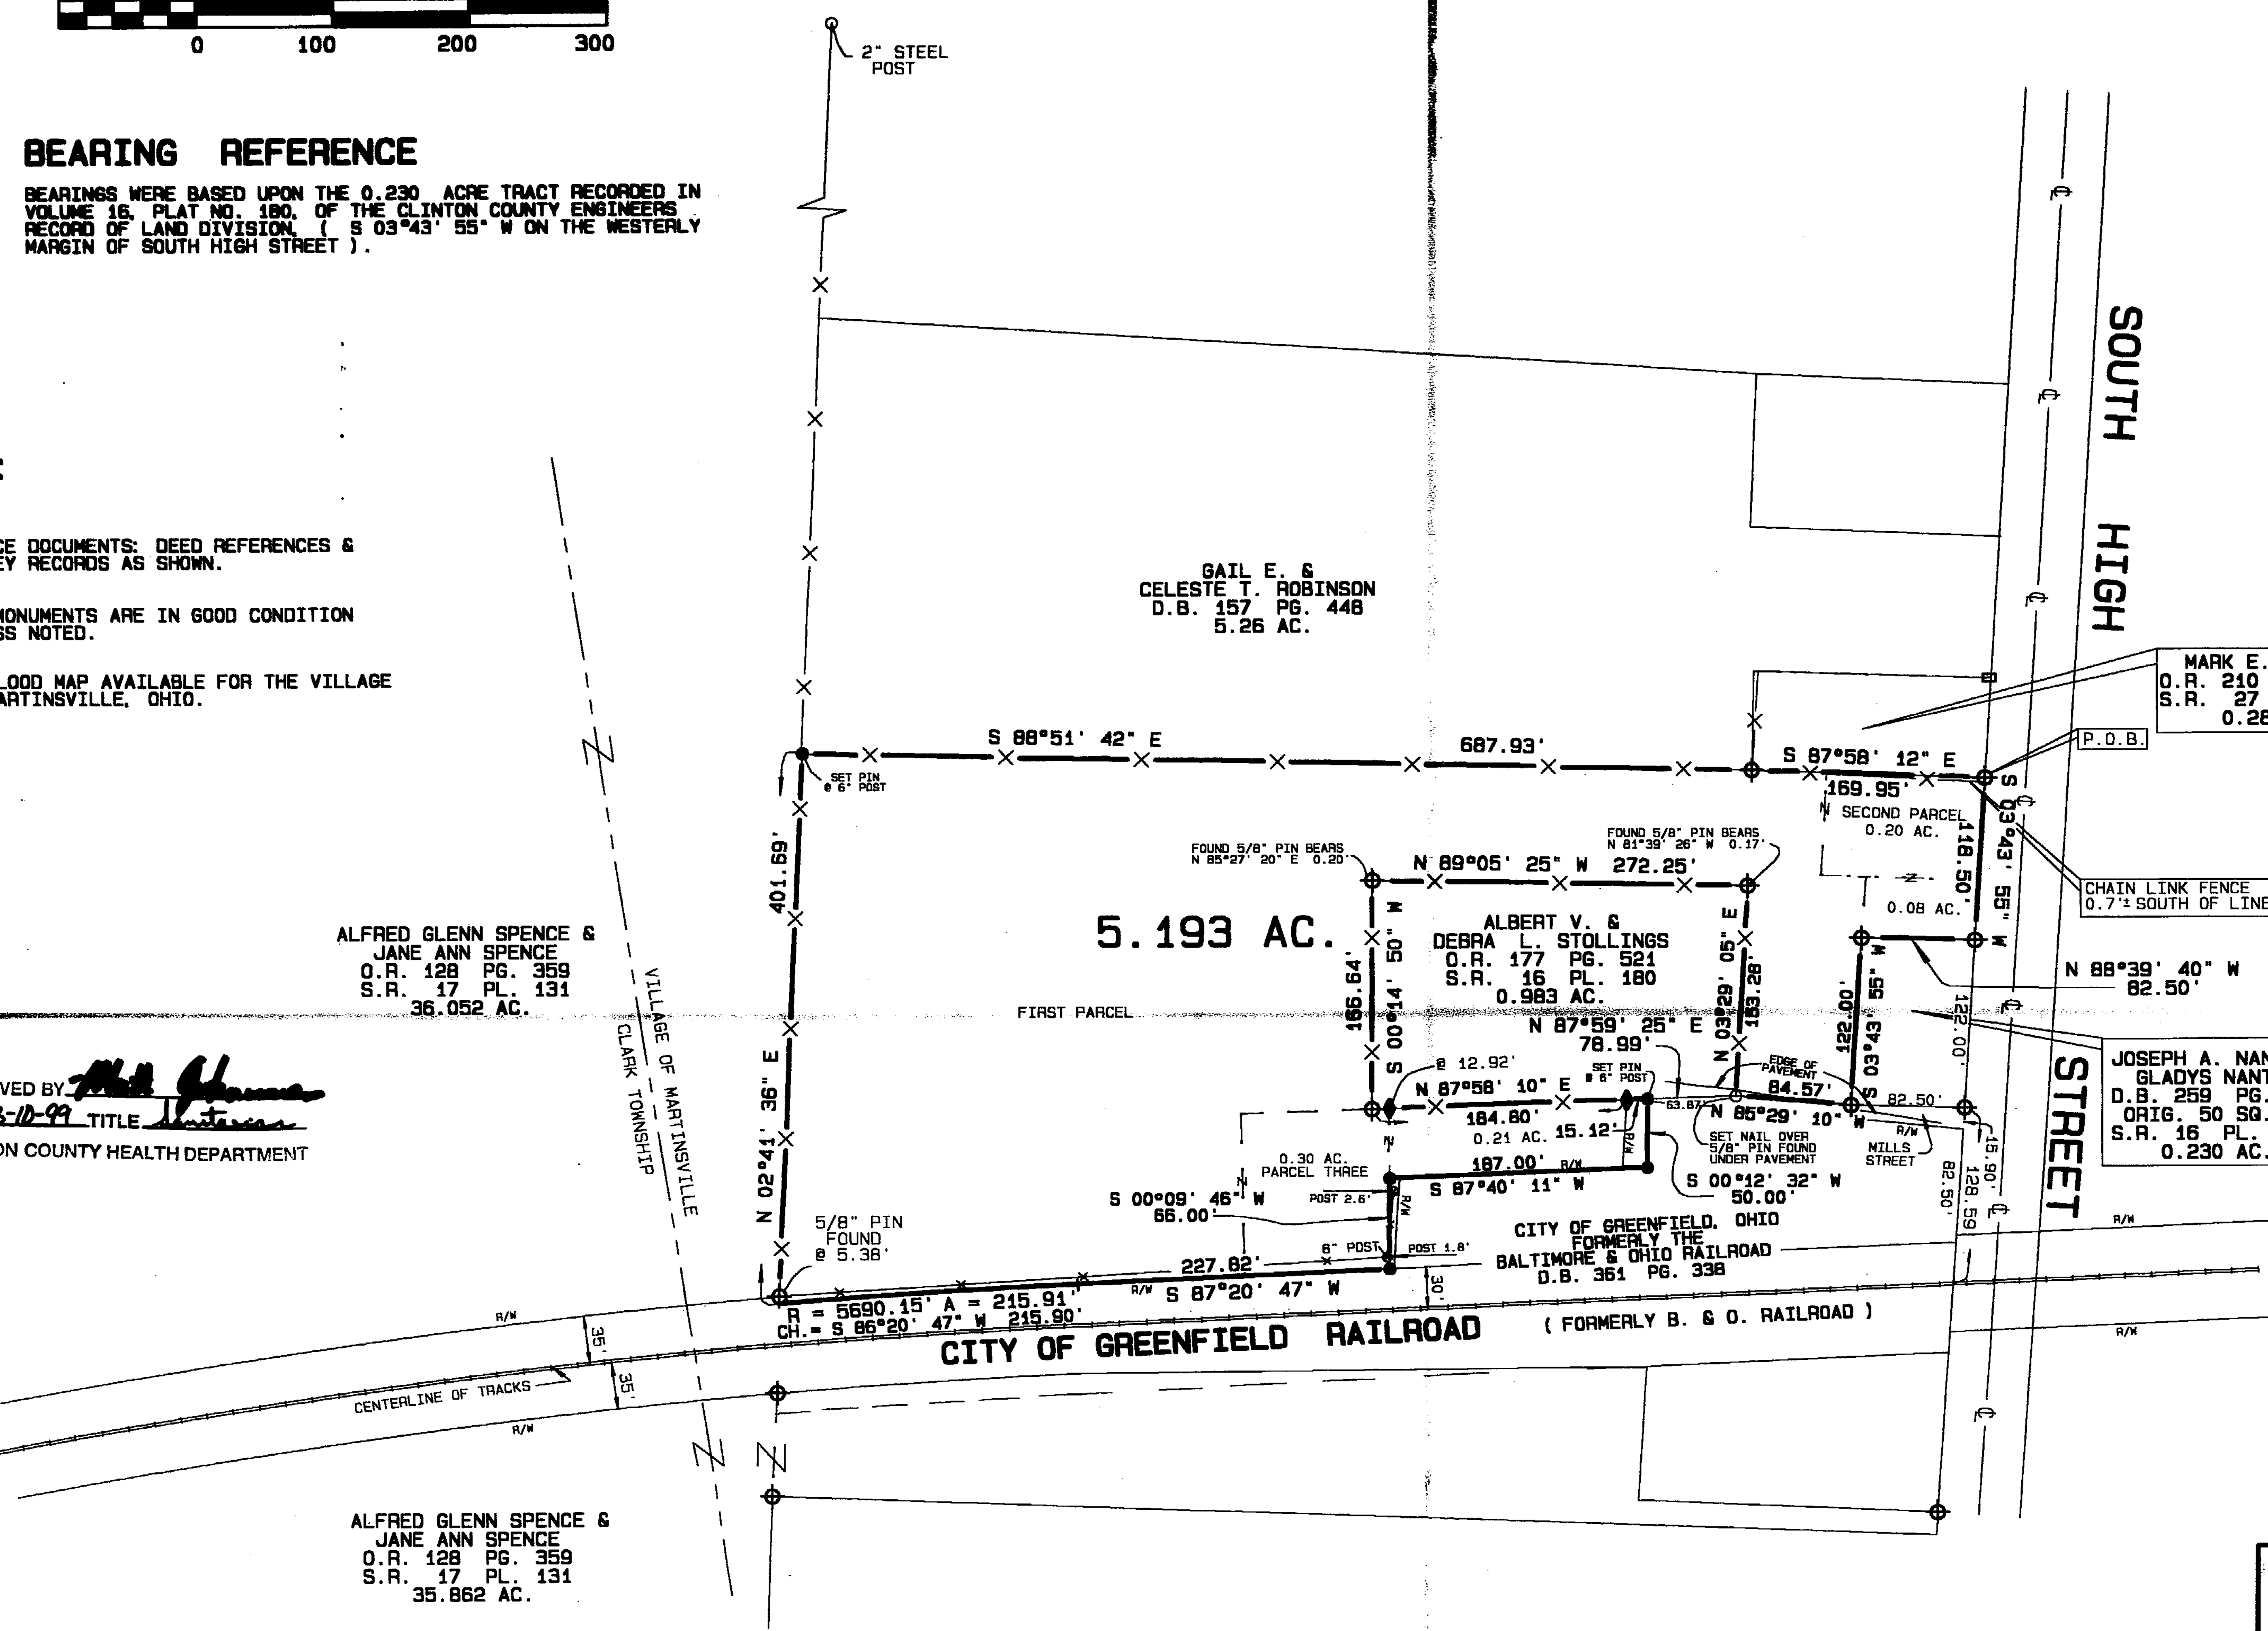 0 100 200 300
2" STEEL
POST
BEARING REFERENCE
BEARINGS WERE BASED UPON THE 0.230 ACRE TRACT RECORDED IN
VOLUME 16, PLAT NO. 180, OF THE CLINTON COUNTY ENGINEERS
RECORD OF LAND DIVISION, ( S 03°43' 55" W ON THE WESTERLY
MARGIN OF SOUTH HIGH STREET ).
CE DOCUMENTS: DEED REFERENCES &
EY RECORDS AS SHOWN.
MONUMENTS ARE IN GOOD CONDITION
SS NOTED.
LOOD MAP AVAILABLE FOR THE VILLAGE
ARTINSVILLE, OHIO.
GAIL E. &
CELESTE T. ROBINSON
D.B. 157 PG. 448
5.26 AC.
SOUTH HIGH STREET
MARK E.
O.R. 210
S.R. 27
0.28
P.O.B.
S 88°51' 42" E 687.93'
S 87°58' 12" E
169.95'
SET PIN
@ 6" POST
SECOND PARCEL
0.20 AC.
118.50'
S 03°43' 55" W
0.08 AC.
CHAIN LINK FENCE
0.7'± SOUTH OF LINE
N 88°39' 40" W
82.50'
401.69'
N 02°41' 36" E
FOUND 5/8" PIN BEARS
N 85°27' 20" E 0.20'
FOUND 5/8" PIN BEARS
N 81°39' 26" W 0.17'
N 89°05' 25" W 272.25'
5.193 AC.
ALBERT V. &
DEBRA L. STOLLINGS
O.R. 177 PG. 521
S.R. 16 PL. 180
0.983 AC.
166.64'
S 00°14' 50" W
N 03°29' 05" E
153.28'
122.00'
S 03°43' 55" W
122.00'
ALFRED GLENN SPENCE &
JANE ANN SPENCE
O.R. 128 PG. 359
S.R. 17 PL. 131
36.052 AC.
VILLAGE OF MARTINSVILLE
CLARK TOWNSHIP
FIRST PARCEL
N 87°59' 25" E
78.99'
@ 12.92'
SET PIN
@ 6" POST
EDGE OF
PAVEMENT
84.57'
82.50'
N 87°58' 10" E
184.80'
63.87'
N 85°29' 10" W
0.21 AC. 15.12'
R/W
SET NAIL OVER
5/8" PIN FOUND
UNDER PAVEMENT
R/W
MILLS
STREET
JOSEPH A. NAN
GLADYS NANT
D.B. 259 PG.
ORIG. 50 SQ.
S.R. 16 PL.
0.230 AC.
15.90'
128.59
82.50'
VED BY
3-10-99 TITLE Sanitarian
ON COUNTY HEALTH DEPARTMENT
0.30 AC.
PARCEL THREE
187.00' R/W
S 87°40' 11" W
S 00°12' 32" W
50.00'
S 00°09' 46" W
66.00'
POST 2.6'
R/W
8" POST
POST 1.8'
CITY OF GREENFIELD, OHIO
FORMERLY THE
BALTIMORE & OHIO RAILROAD
D.B. 361 PG. 338
R/W
5/8" PIN
FOUND
@ 5.38'
227.82'
R/W S 87°20' 47" W
30'
R = 5690.15' A = 215.91'
CH.= S 86°20' 47" W 215.90'
CITY OF GREENFIELD RAILROAD ( FORMERLY B. & O. RAILROAD )
R/W
R/W
35'
35'
CENTERLINE OF TRACKS
R/W
ALFRED GLENN SPENCE &
JANE ANN SPENCE
O.R. 128 PG. 359
S.R. 17 PL. 131
35.862 AC.